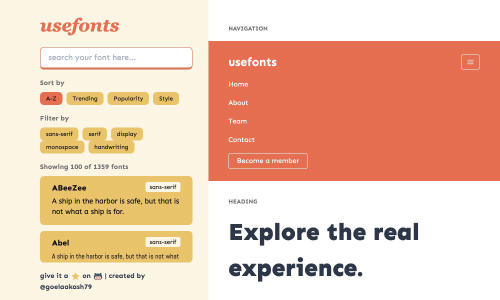 usefonts
search your font here...
Sort by
A-Z Trending Popularity Style
Filter by
sans-serif serif display
monospace handwriting
Showing 100 of 1359 fonts
ABeeZee sans-serif
A ship in the harbor is safe, but that is
not what a ship is for.
Abel sans-serif
A ship in the harbor is safe, but that is not what
give it a ⭐ on | created by
@goelaakash79
NAVIGATION
usefonts
Home
About
Team
Contact
Become a member
HEADING
Explore the real
experience.